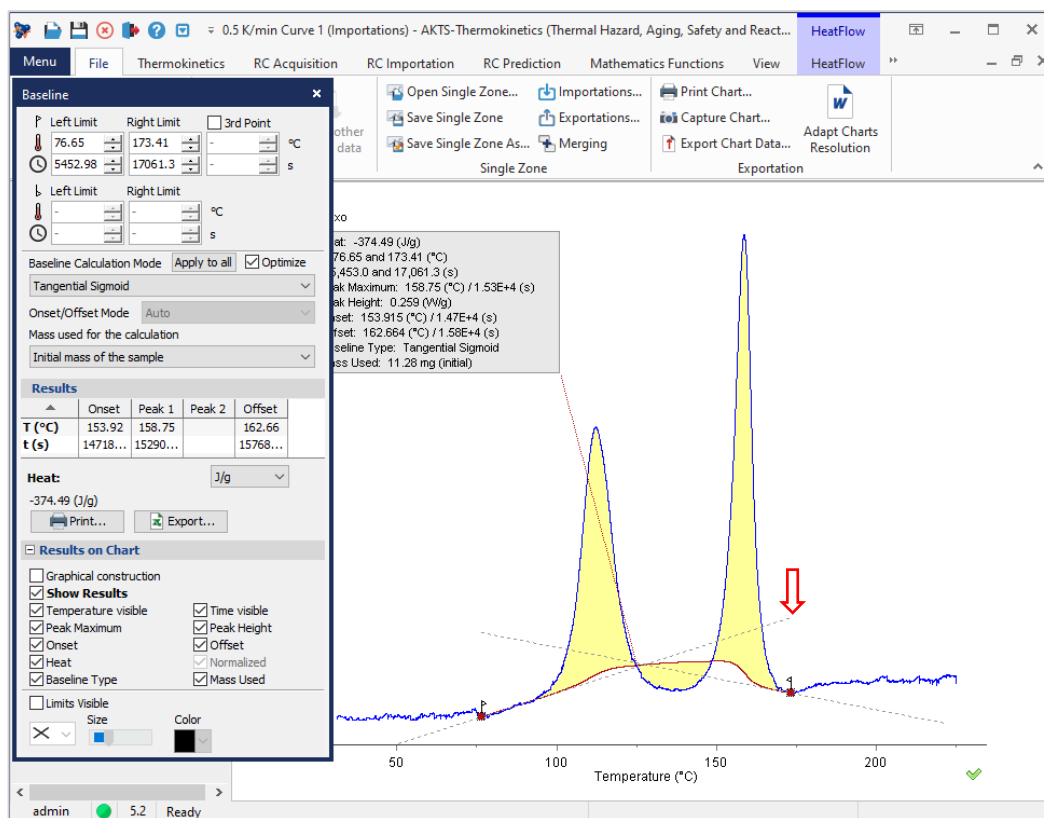 0.5 K/min Curve 1 (Importations) - AKTS-Thermokinetics (Thermal Hazard, Aging, Safety and React...
HeatFlow
Menu File Thermokinetics RC Acquisition RC Importation RC Prediction Mathematics Functions View HeatFlow
Baseline
Left Limit Right Limit 3rd Point
76.65 173.41 - °C
5452.98 17061.3 - s
Left Limit Right Limit
- - °C
- - s
Baseline Calculation Mode Apply to all Optimize
Tangential Sigmoid
Onset/Offset Mode Auto
Mass used for the calculation
Initial mass of the sample
Results
Onset Peak 1 Peak 2 Offset
T (°C) 153.92 158.75 162.66
t (s) 14718... 15290... 15768...
Heat: J/g
-374.49 (J/g)
Print... Export...
Results on Chart
Graphical construction
Show Results
Temperature visible Time visible
Peak Maximum Peak Height
Onset Offset
Heat Normalized
Baseline Type Mass Used
Limits Visible
Size Color
other
data
Open Single Zone... Importations... Print Chart...
Save Single Zone Exportations... Capture Chart...
Save Single Zone As... Merging Export Chart Data...
Adapt Charts
Resolution
Single Zone Exportation
xo
at: -374.49 (J/g)
76.65 and 173.41 (°C)
5,453.0 and 17,061.3 (s)
ak Maximum: 158.75 (°C) / 1.53E+4 (s)
ak Height: 0.259 (W/g)
nset: 153.915 (°C) / 1.47E+4 (s)
ffset: 162.664 (°C) / 1.58E+4 (s)
aseline Type: Tangential Sigmoid
ass Used: 11.28 mg (initial)
50 100 150 200
Temperature (°C)
admin 5.2 Ready